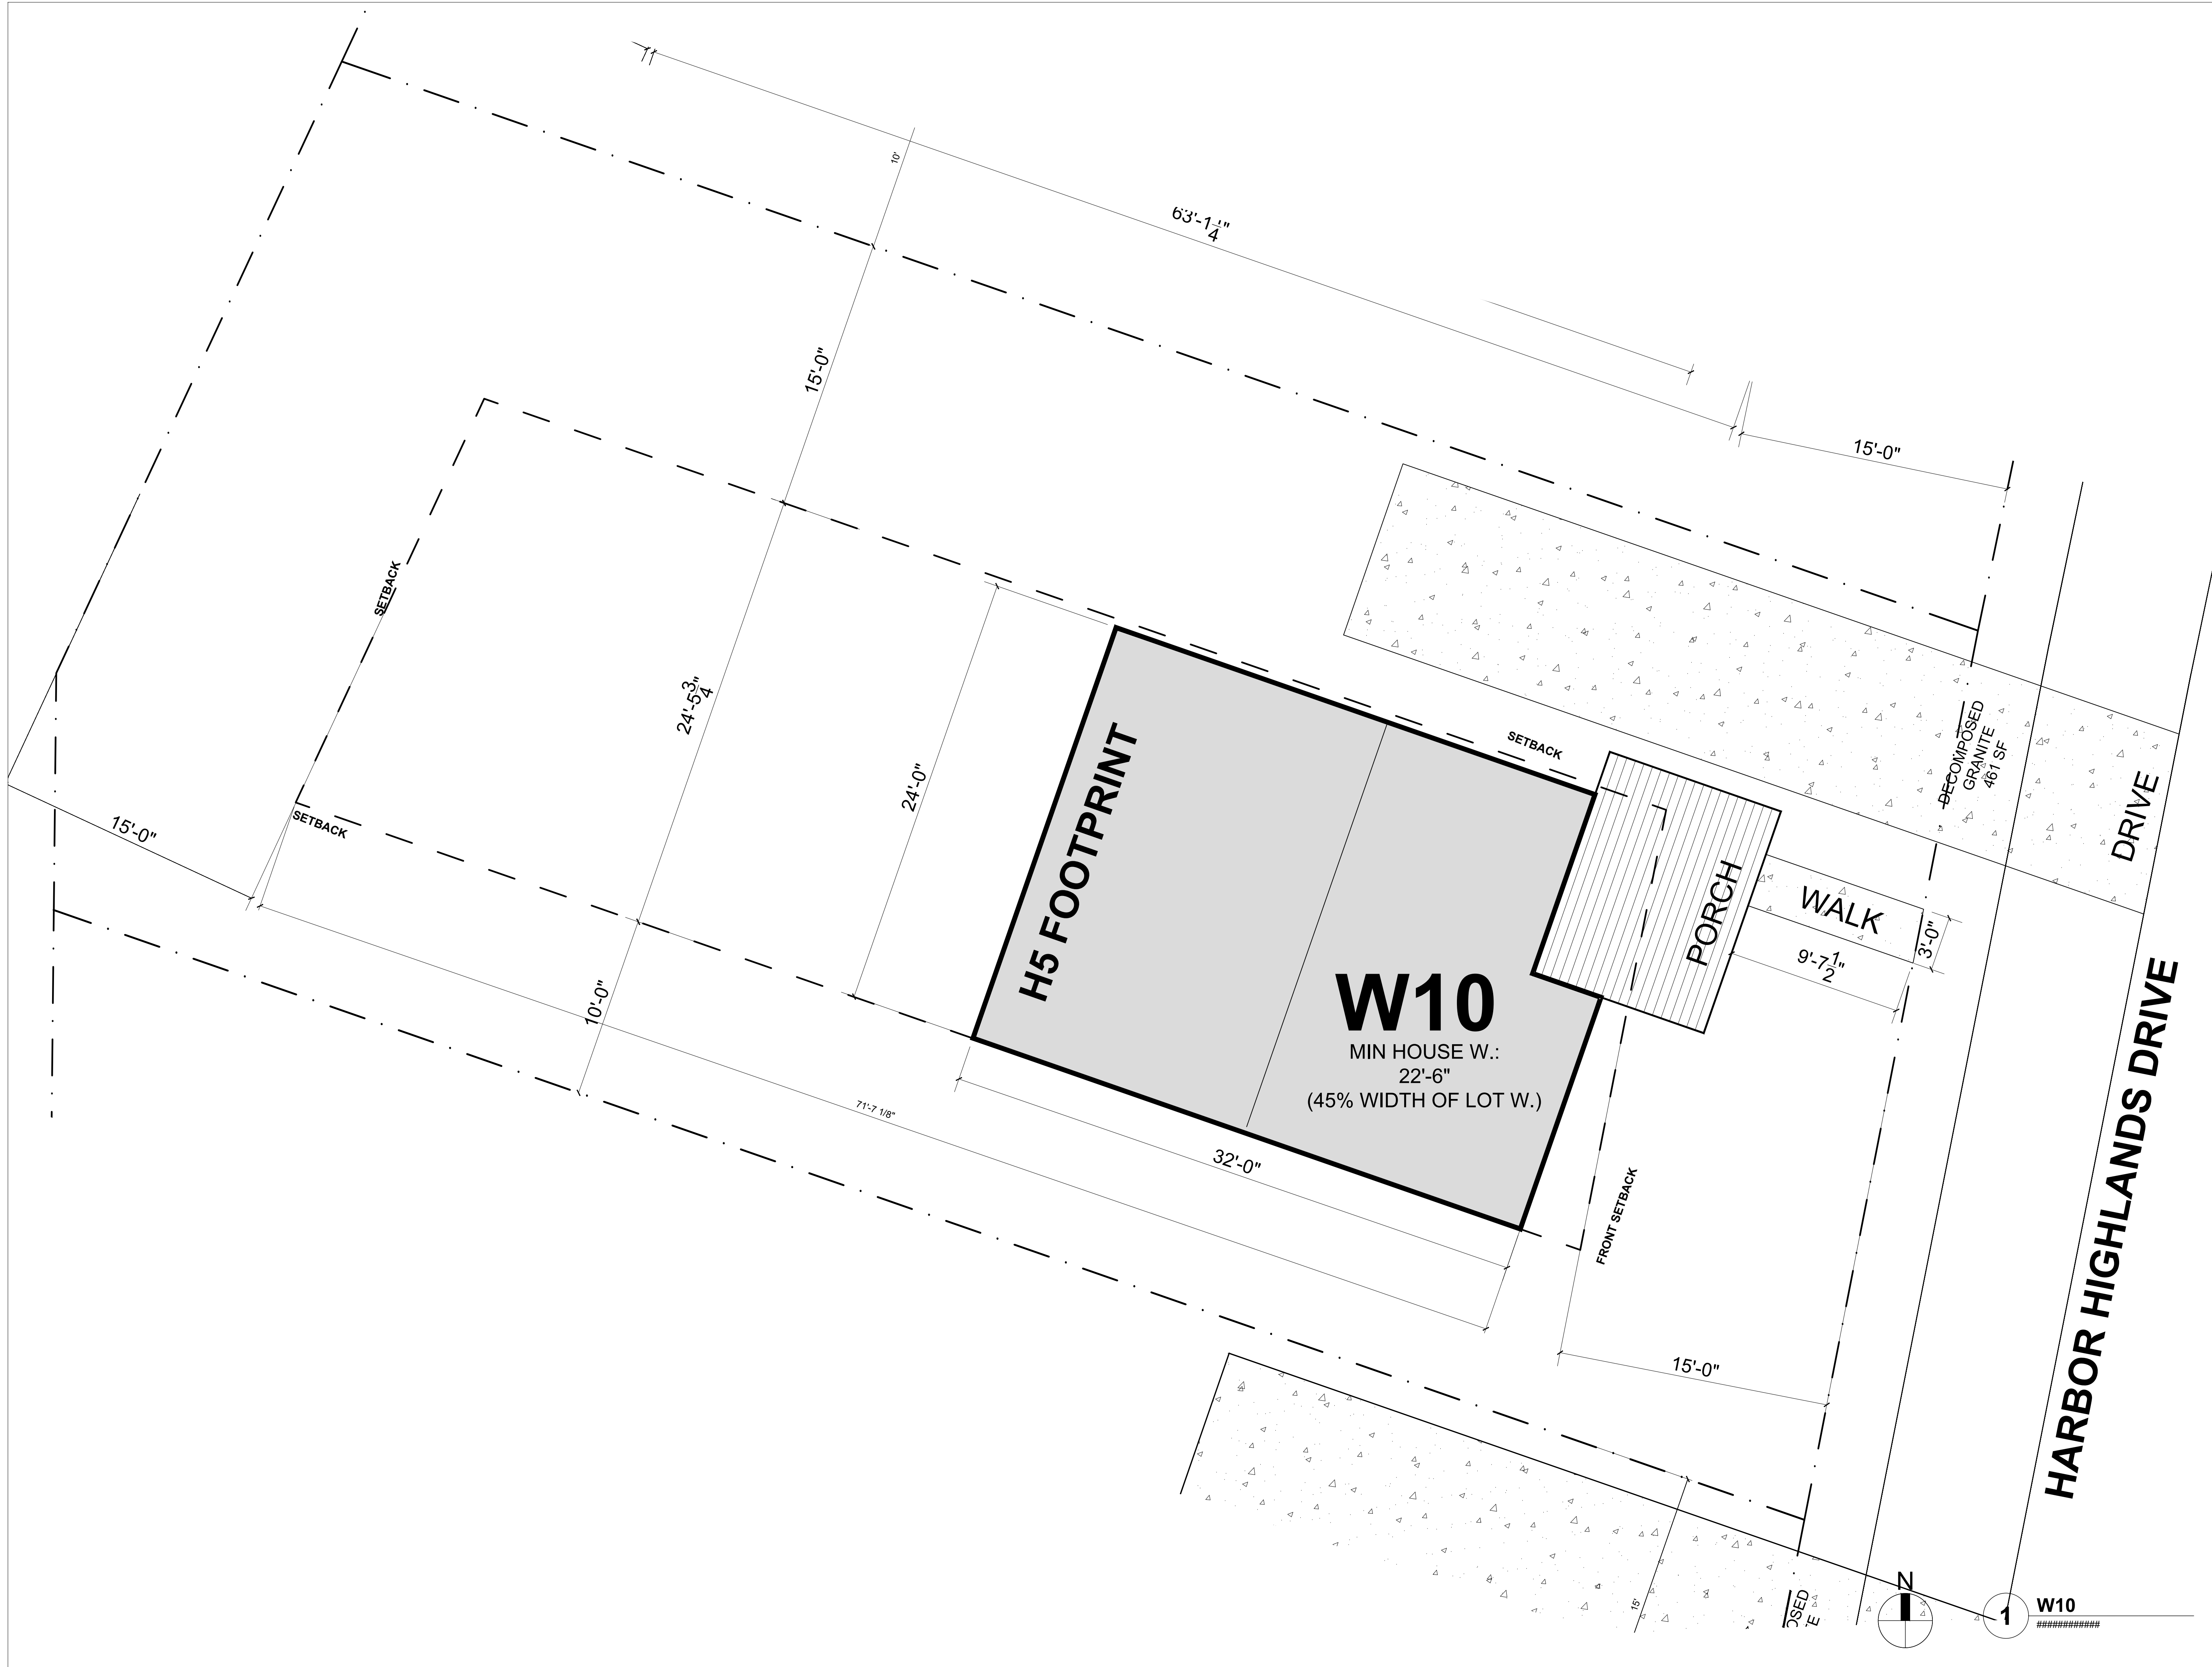 10'
63'-1 1/4"
15'-0"
15'-0"
SETBACK
24'-5 3/4"
24'-0"
SETBACK
DECOMPOSED
GRANITE
461 SF
DRIVE
H5 FOOTPRINT
SETBACK
15'-0"
PORCH
WALK
3'-0"
9'-7 1/2"
10'-0"
W10
MIN HOUSE W.:
22'-6"
(45% WIDTH OF LOT W.)
71'-7 1/8"
32'-0"
FRONT SETBACK
HARBOR HIGHLANDS DRIVE
15'-0"
15'
OSED
TE
N
1
W10
############